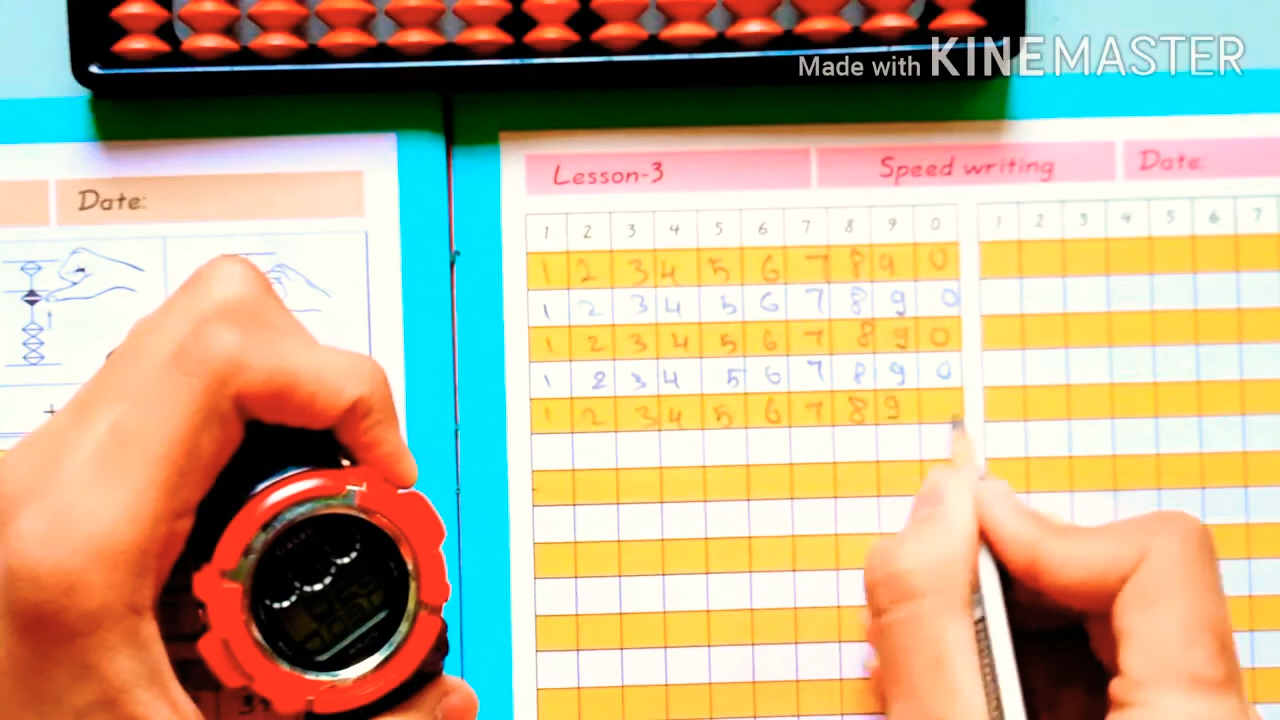 Made with KINEMASTER
Date:
Lesson-3 Speed writing Date:
1 2 3 4 5 6 7 8 9 0 1 2 3 4 5 6 7
1 2 3 4 5 6 7 8 9 0
1 2 3 4 5 6 7 8 9 0
1 2 3 4 5 6 7 8 9 0
1 2 3 4 5 6 7 8 9 0
1 2 3 4 5 6 7 8 9
+